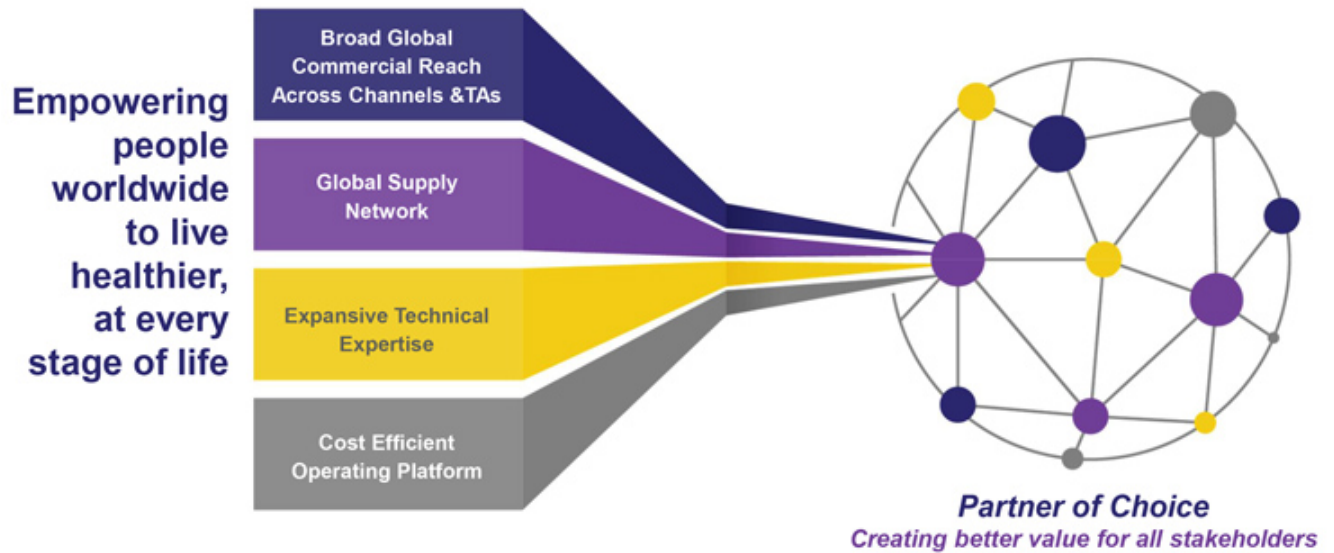 Empowering
people
worldwide
to live
healthier,
at every
stage of life
Broad Global
Commercial Reach
Across Channels &TAs
Global Supply
Network
Expansive Technical
Expertise
Cost Efficient
Operating Platform
Partner of Choice
Creating better value for all stakeholders